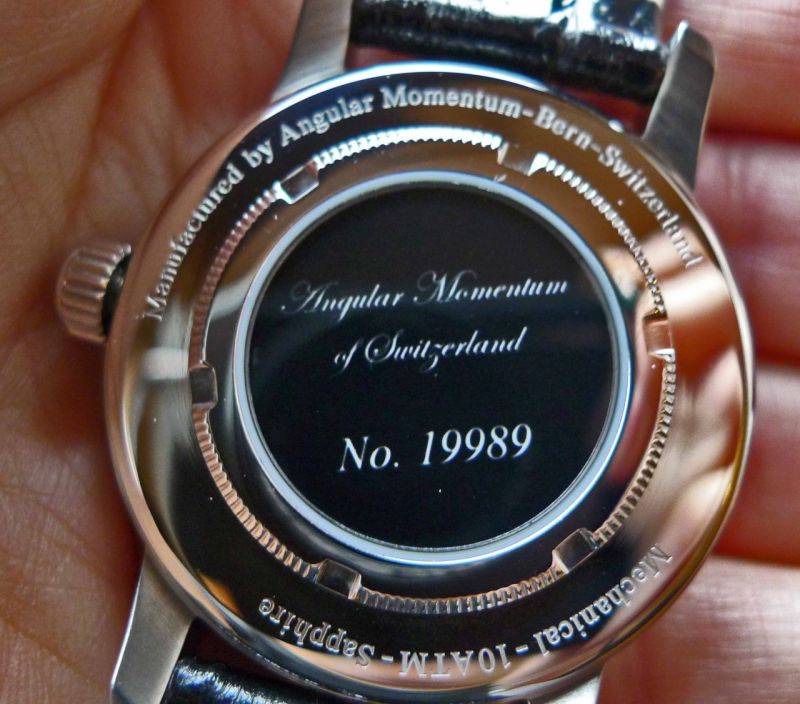 Manufactured by Angular Momentum-Bern-Switzerland
Angular Momentum
of Switzerland
No. 19989
Mechanical - 10ATM - Sapphire